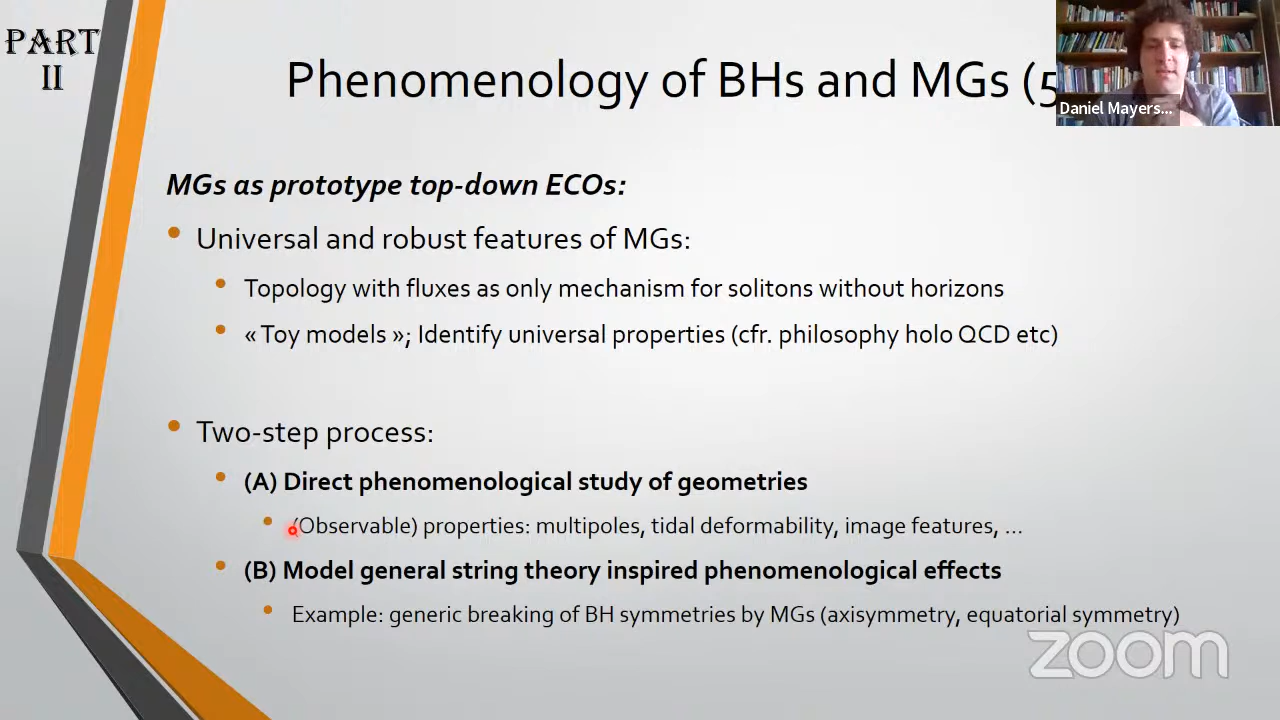 PART
II
Phenomenology of BHs and MGs (5
Daniel Mayers...
MGs as prototype top-down ECOs:
Universal and robust features of MGs:
Topology with fluxes as only mechanism for solitons without horizons
« Toy models »; Identify universal properties (cfr. philosophy holo QCD etc)
Two-step process:
(A) Direct phenomenological study of geometries
(Observable) properties: multipoles, tidal deformability, image features, ...
(B) Model general string theory inspired phenomenological effects
Example: generic breaking of BH symmetries by MGs (axisymmetry, equatorial symmetry)
zoom